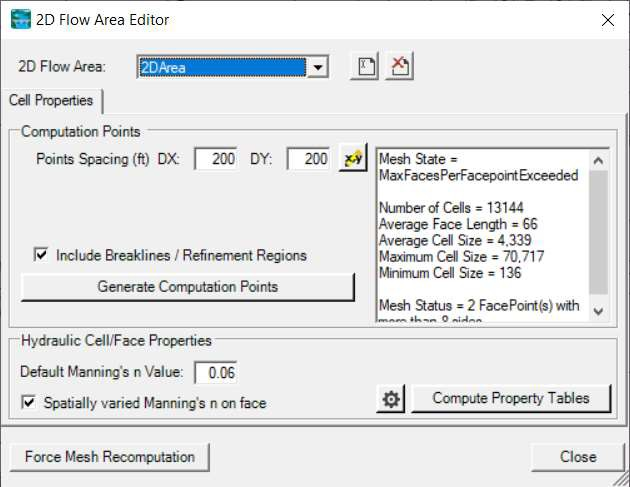 2D Flow Area Editor
2D Flow Area: 2DArea
Cell Properties
Computation Points
Points Spacing (ft) DX: 200 DY: 200 x,y
Include Breaklines / Refinement Regions
Generate Computation Points
Mesh State =
MaxFacesPerFacepointExceeded
Number of Cells = 13144
Average Face Length = 66
Average Cell Size = 4,339
Maximum Cell Size = 70,717
Minimum Cell Size = 136
Mesh Status = 2 FacePoint(s) with
more than 8 sides
Hydraulic Cell/Face Properties
Default Manning's n Value: 0.06
Spatially varied Manning's n on face
Compute Property Tables
Force Mesh Recomputation
Close